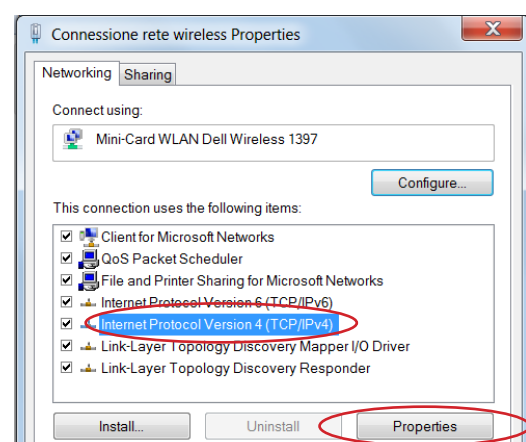 Connessione rete wireless Properties
Networking Sharing
Connect using:
Mini-Card WLAN Dell Wireless 1397
Configure...
This connection uses the following items:
Client for Microsoft Networks
QoS Packet Scheduler
File and Printer Sharing for Microsoft Networks
Internet Protocol Version 6 (TCP/IPv6)
Internet Protocol Version 4 (TCP/IPv4)
Link-Layer Topology Discovery Mapper I/O Driver
Link-Layer Topology Discovery Responder
Install... Uninstall Properties